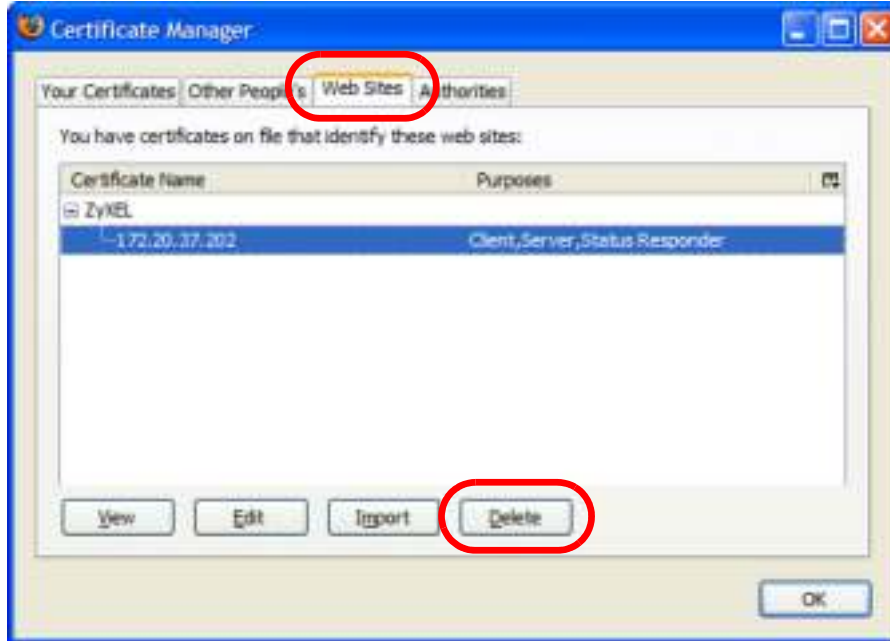 Certificate Manager
Your Certificates Other People's Web Sites Authorities
You have certificates on file that identify these web sites:
Certificate Name Purposes
ZyXEL
172.20.37.202 Client,Server,Status Responder
View Edit Import Delete
OK